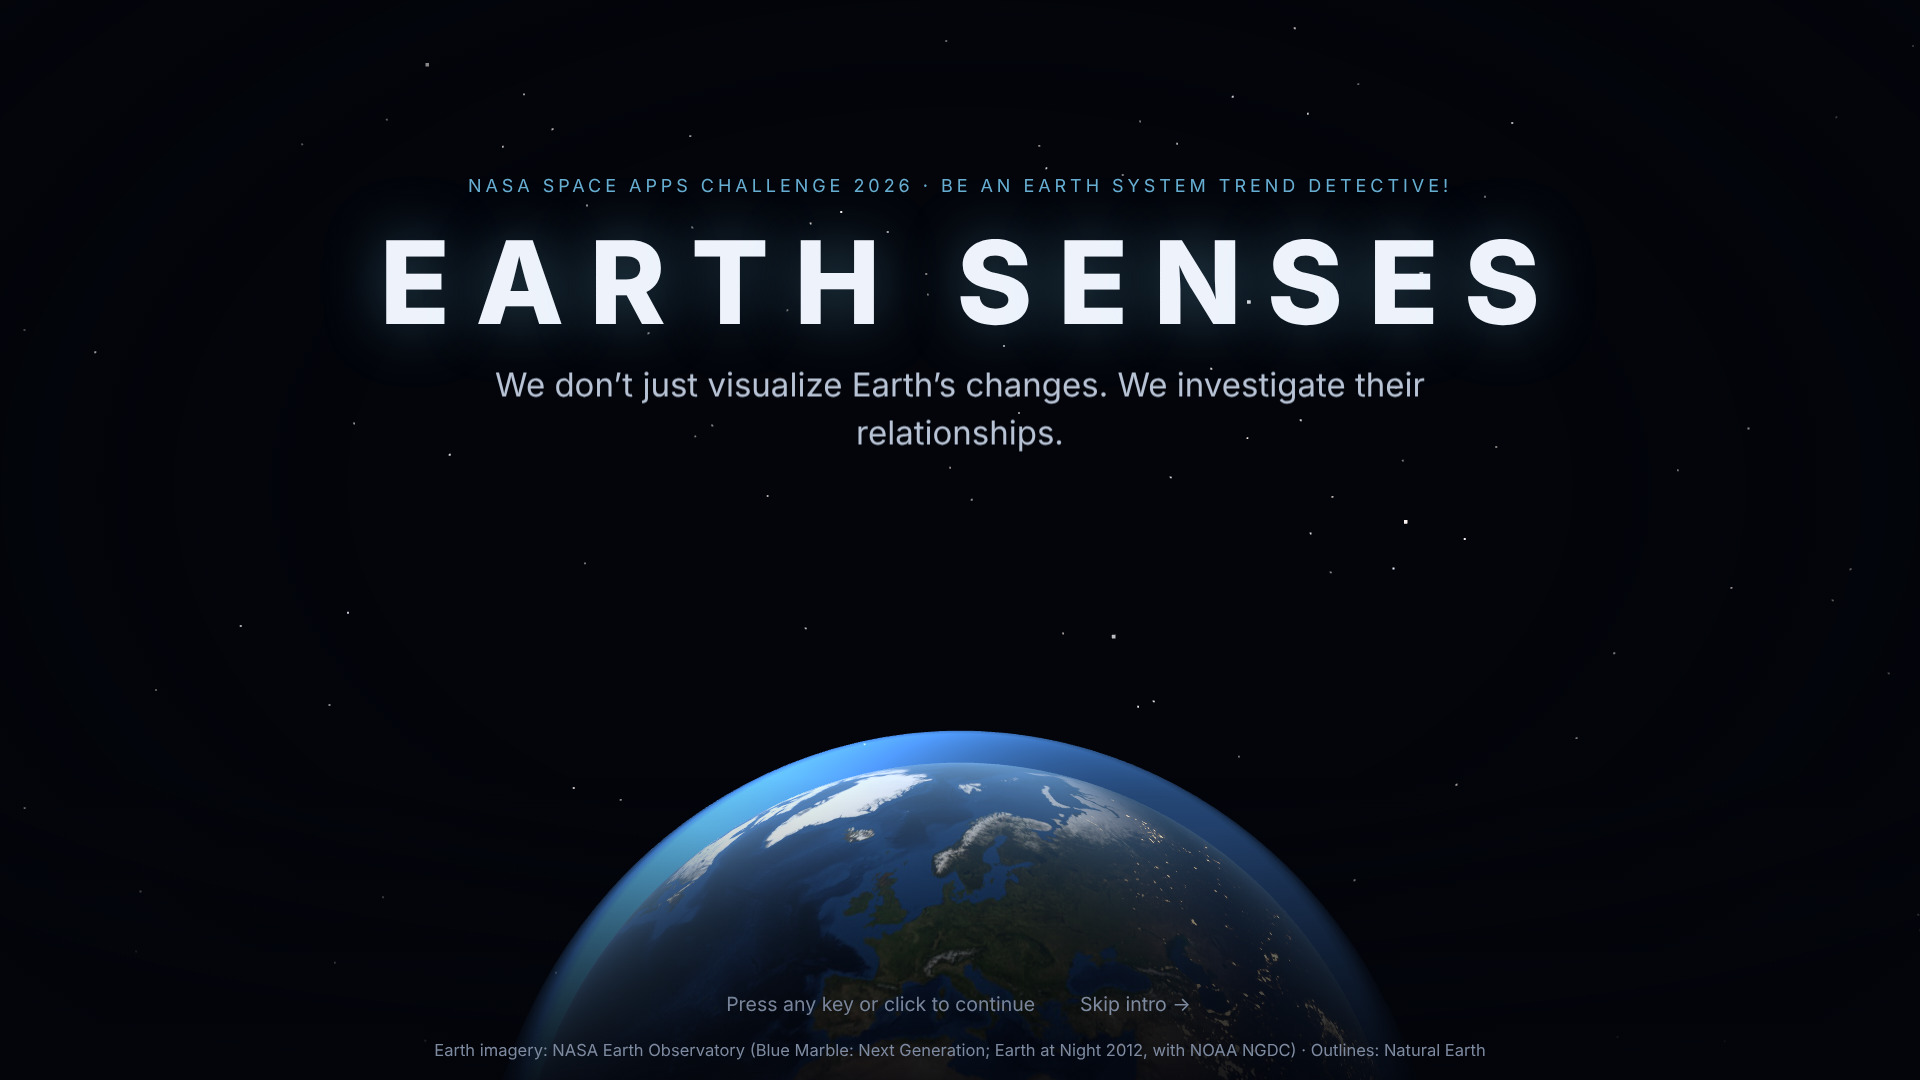 NASA SPACE APPS CHALLENGE 2026 · BE AN EARTH SYSTEM TREND DETECTIVE!
EARTH SENSES
We don’t just visualize Earth’s changes. We investigate their
relationships.
Press any key or click to continue
Skip intro →
Earth imagery: NASA Earth Observatory (Blue Marble: Next Generation; Earth at Night 2012, with NOAA NGDC) · Outlines: Natural Earth